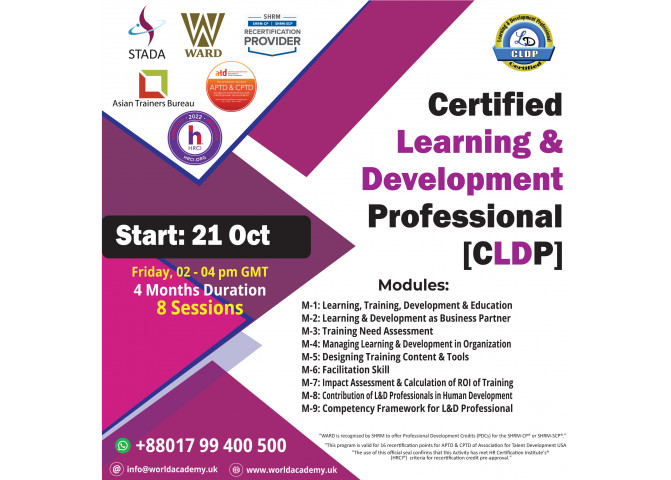 STADA
WARD
SHRM
SHRM-CP | SHRM-SCP
RECERTIFICATION
PROVIDER
Asian Trainers Bureau
atd
APTD & CPTD
2022
h
HRCI
HRCI.ORG
Learning & Development Professional
LD
CLDP
Certified
Certified
Learning &
Development
Professional
[CLDP]
Start: 21 Oct
Friday, 02 - 04 pm GMT
4 Months Duration
8 Sessions
Modules:
M-1: Learning, Training, Development & Education
M-2: Learning & Development as Business Partner
M-3: Training Need Assessment
M-4: Managing Learning & Development in Organization
M-5: Designing Training Content & Tools
M-6: Facilitation Skill
M-7: Impact Assessment & Calculation of ROI of Training
M-8: Contribution of L&D Professionals in Human Development
M-9: Competency Framework for L&D Professional
"WARD is recognized by SHRM to offer Professional Development Credits (PDCs) for the SHRM-CP® or SHRM-SCP®."
"This program is valid for 16 recertification points for APTD & CPTD of Association for Talent Development USA
"The use of this official seal confirms that this Activity has met HR Certification Institute's®
(HRCI®) criteria for recertification credit pre-approval."
+88017 99 400 500
info@worldacademy.uk
www.worldacademy.uk